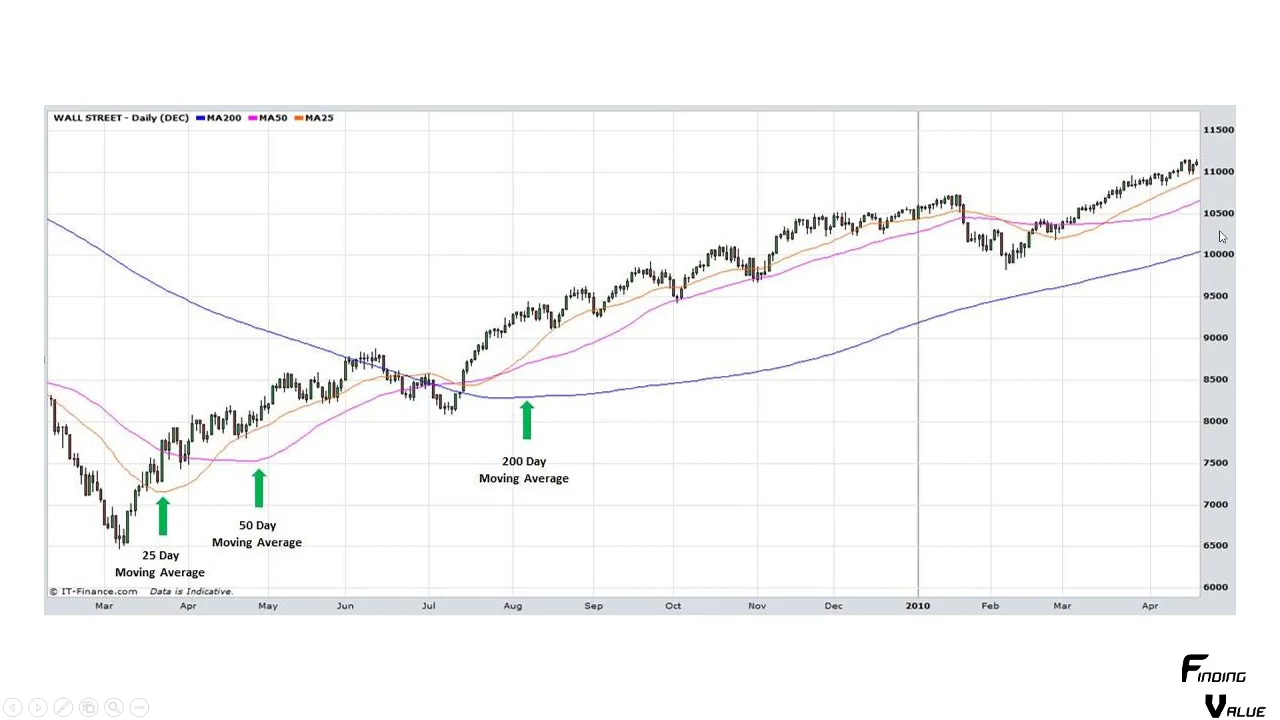 WALL STREET - Daily (DEC) MA200 MA50 MA25
11500
11000
10500
10000
9500
9000
8500
8000
7500
7000
6500
6000
200 Day
Moving Average
50 Day
Moving Average
25 Day
Moving Average
© IT-Finance.com Data is Indicative.
Mar Apr May Jun Jul Aug Sep Oct Nov Dec 2010 Feb Mar Apr
Finding
Value